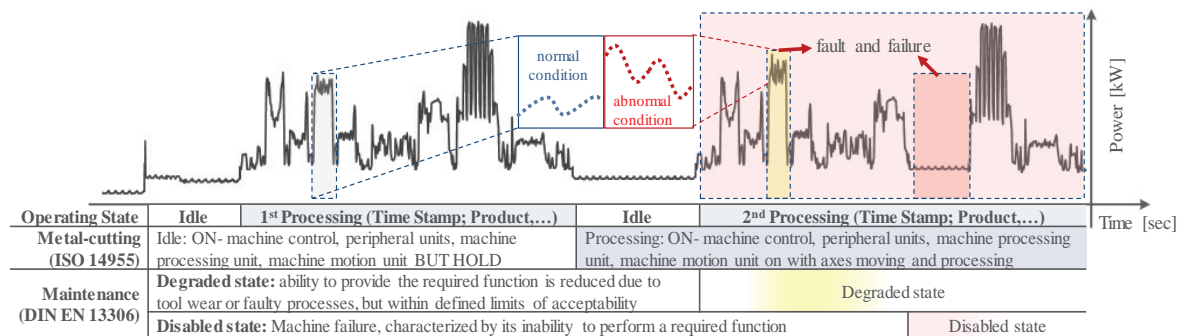 normal
condition
abnormal
condition
fault and failure
Power [kW]
Operating State Idle 1st Processing (Time Stamp; Product,…) Idle 2nd Processing (Time Stamp; Product,…)
Time [sec]
Metal-cutting
(ISO 14955)
Idle: ON- machine control, peripheral units, machine
processing unit, machine motion unit BUT HOLD
Processing: ON- machine control, peripheral units, machine processing
unit, machine motion unit on with axes moving and processing
Maintenance
(DIN EN 13306)
Degraded state: ability to provide the required function is reduced due to
tool wear or faulty processes, but within defined limits of acceptability
Degraded state
Disabled state: Machine failure, characterized by its inability to perform a required function
Disabled state